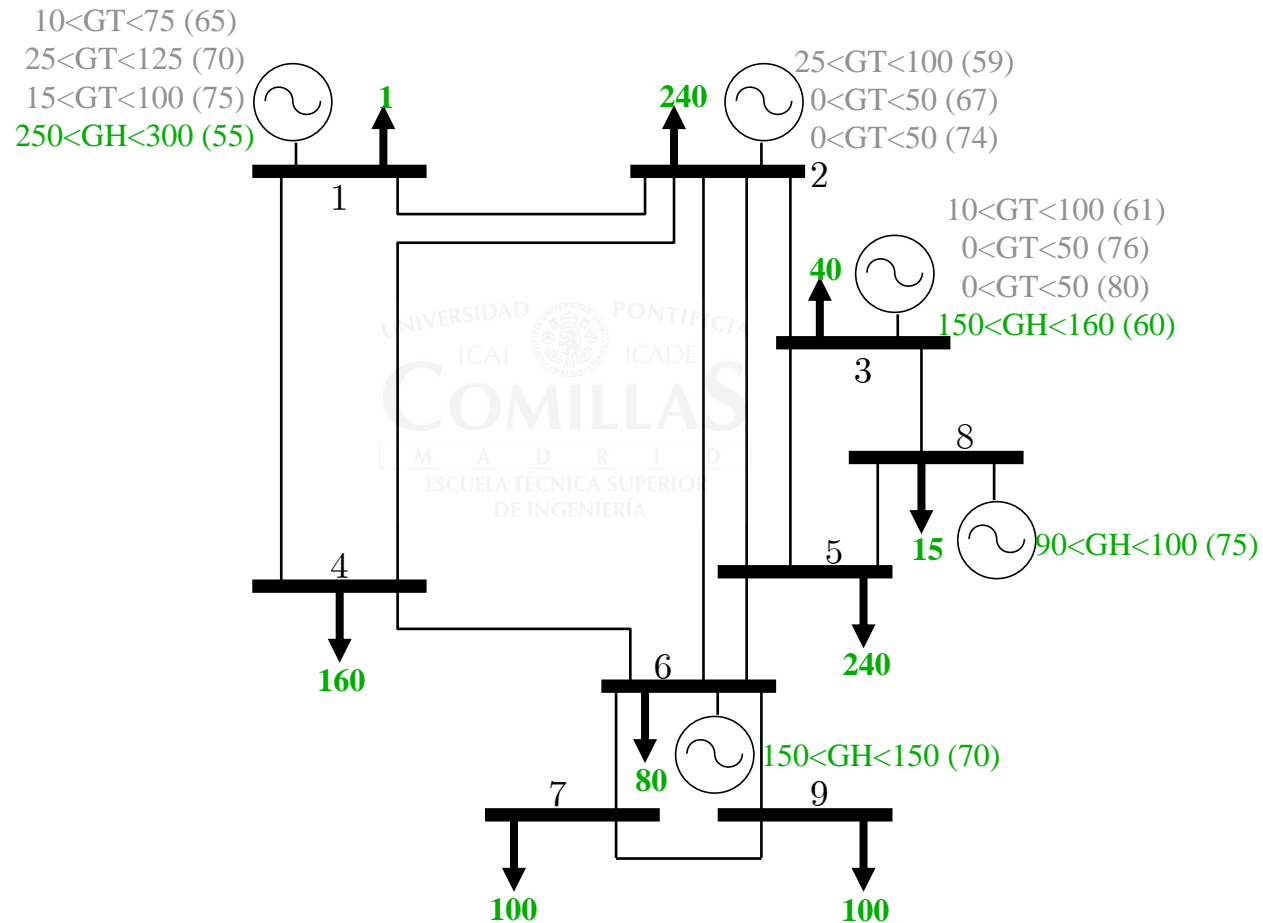 10<GT<75 (65)
25<GT<125 (70)
15<GT<100 (75)
250<GH<300 (55)
1
1
240
25<GT<100 (59)
0<GT<50 (67)
0<GT<50 (74)
2
10<GT<100 (61)
0<GT<50 (76)
0<GT<50 (80)
150<GH<160 (60)
40
3
UNIVERSIDAD PONTIFICIA
ICAI ICADE
COMILLAS
MADRID
ESCUELA TÉCNICA SUPERIOR
DE INGENIERÍA
8
15
90<GH<100 (75)
4
160
5
240
6
80
150<GH<150 (70)
7
100
9
100